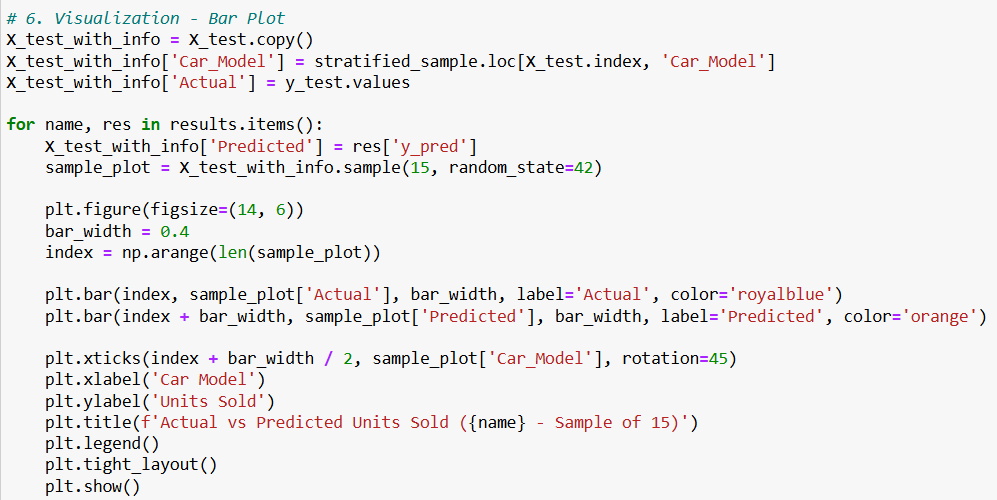 # 6. Visualization - Bar Plot
X_test_with_info = X_test.copy()
X_test_with_info['Car_Model'] = stratified_sample.loc[X_test.index, 'Car_Model']
X_test_with_info['Actual'] = y_test.values

for name, res in results.items():
    X_test_with_info['Predicted'] = res['y_pred']
    sample_plot = X_test_with_info.sample(15, random_state=42)

    plt.figure(figsize=(14, 6))
    bar_width = 0.4
    index = np.arange(len(sample_plot))

    plt.bar(index, sample_plot['Actual'], bar_width, label='Actual', color='royalblue')
    plt.bar(index + bar_width, sample_plot['Predicted'], bar_width, label='Predicted', color='orange')

    plt.xticks(index + bar_width / 2, sample_plot['Car_Model'], rotation=45)
    plt.xlabel('Car Model')
    plt.ylabel('Units Sold')
    plt.title(f'Actual vs Predicted Units Sold ({name} - Sample of 15)')
    plt.legend()
    plt.tight_layout()
    plt.show()